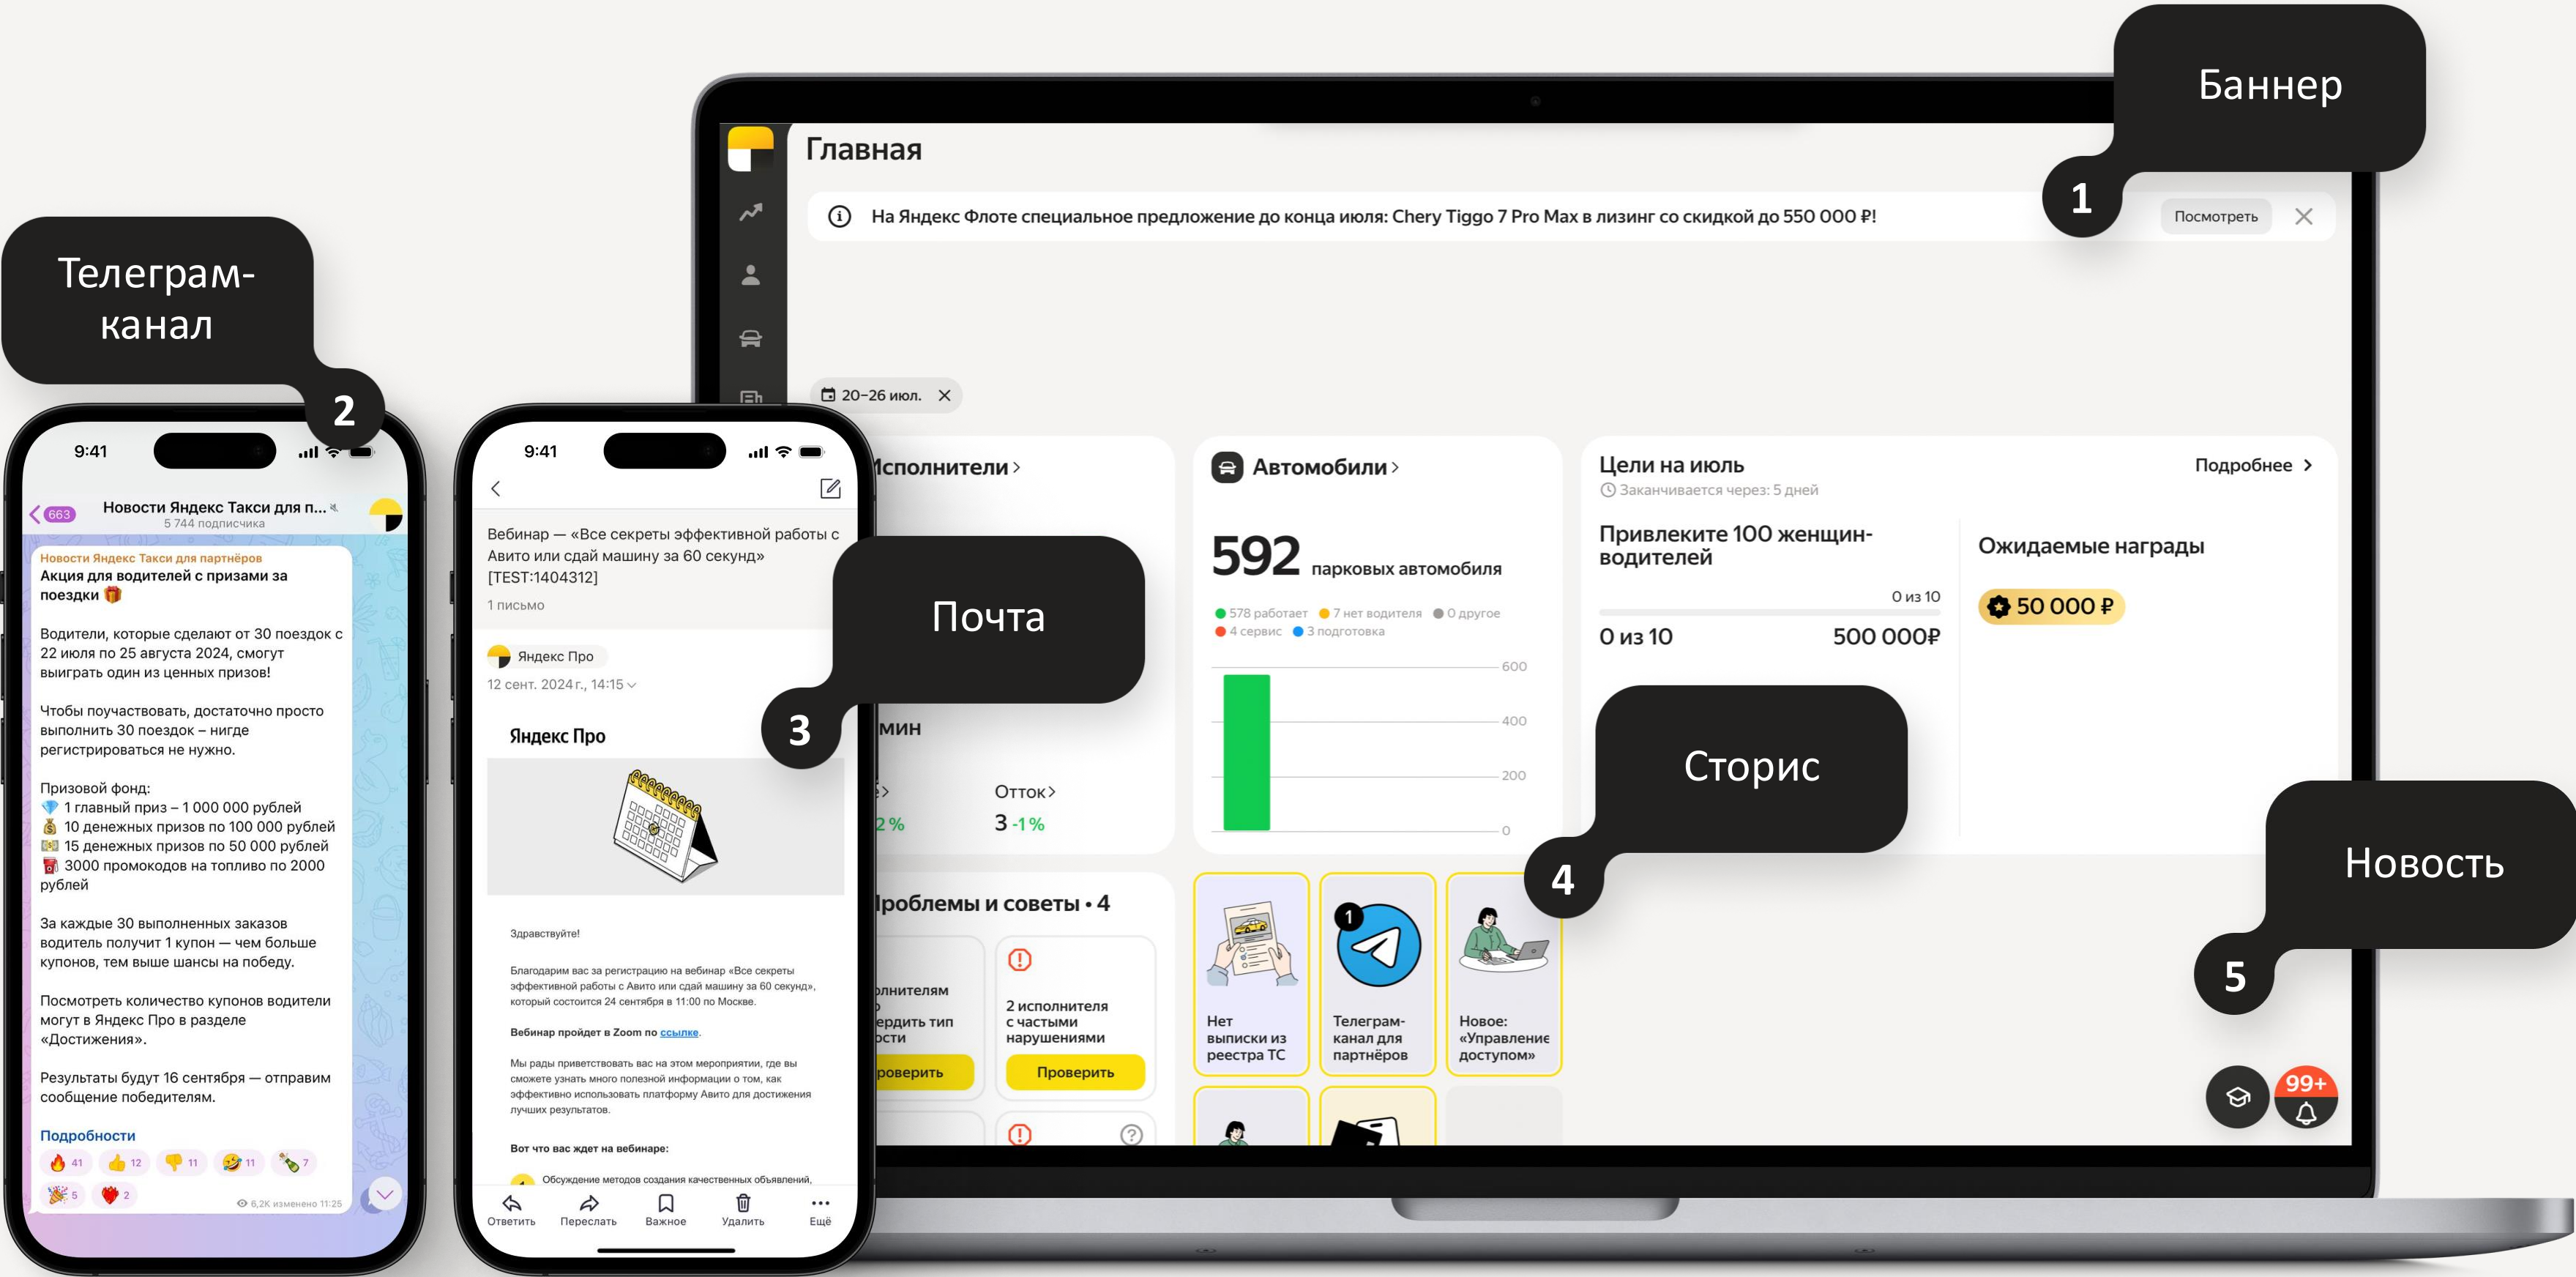 Баннер
1
Главная
На Яндекс Флоте специальное предложение до конца июля: Chery Tiggo 7 Pro Max в лизинг со скидкой до 550 000 ₽!
Посмотреть
20–26 июл.
Исполнители
мин
2 %
Отток
3 -1 %
Автомобили
592 парковых автомобиля
578 работает 7 нет водителя 0 другое
4 сервис 3 подготовка
600
400
200
0
Цели на июль
Заканчивается через: 5 дней
Подробнее
Привлеките 100 женщин-
водителей
0 из 10
0 из 10 500 000₽
Ожидаемые награды
50 000 ₽
Проблемы и советы • 4
ердить тип
2 исполнителя
с частыми
нарушениями
Проверить
Проверить
Нет
выписки из
реестра ТС
1
Телеграм-
канал для
партнёров
Новое:
«Управление
доступом»
99+
Телеграм-
канал
2
9:41
663
Новости Яндекс Такси для п...
5 744 подписчика
Новости Яндекс Такси для партнёров
Акция для водителей с призами за
поездки
Водители, которые сделают от 30 поездок с
22 июля по 25 августа 2024, смогут
выиграть один из ценных призов!
Чтобы поучаствовать, достаточно просто
выполнить 30 поездок – нигде
регистрироваться не нужно.
Призовой фонд:
💎 1 главный приз – 1 000 000 рублей
💰 10 денежных призов по 100 000 рублей
💵 15 денежных призов по 50 000 рублей
⛽ 3000 промокодов на топливо по 2000
рублей
За каждые 30 выполненных заказов
водитель получит 1 купон — чем больше
купонов, тем выше шансы на победу.
Посмотреть количество купонов водители
могут в Яндекс Про в разделе
«Достижения».
Результаты будут 16 сентября — отправим
сообщение победителям.
Подробности
41 12 11 11 7
5 2
6,2K изменено 11:25
Почта
3
9:41
Вебинар — «Все секреты эффективной работы с
Авито или сдай машину за 60 секунд»
[TEST:1404312]
1 письмо
Яндекс Про
12 сент. 2024 г., 14:15
Яндекс Про
Здравствуйте!
Благодарим вас за регистрацию на вебинар «Все секреты
эффективной работы с Авито или сдай машину за 60 секунд»,
который состоится 24 сентября в 11:00 по Москве.
Вебинар пройдет в Zoom по ссылке.
Мы рады приветствовать вас на этом мероприятии, где вы
сможете узнать много полезной информации о том, как
эффективно использовать платформу Авито для достижения
лучших результатов.
Вот что вас ждет на вебинаре:
Обсуждение методов создания качественных объявлений,
Ответить Переслать Важное Удалить Ещё
Сторис
4
Новость
5